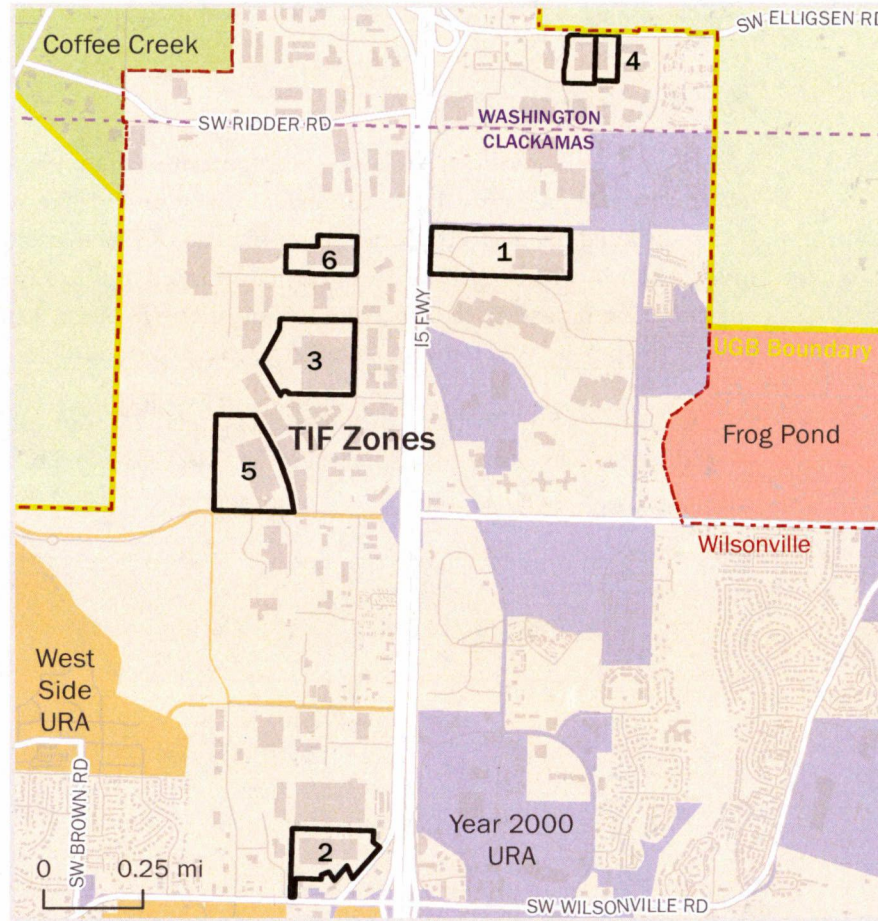 SW ELLIGSEN RD
Coffee Creek
4
SW RIDDER RD
WASHINGTON
CLACKAMAS
6
1
I5 FWY
3
UGB Boundary
TIF Zones
Frog Pond
5
Wilsonville
West
Side
URA
SW BROWN RD
Year 2000
URA
2
0 0.25 mi
SW WILSONVILLE RD